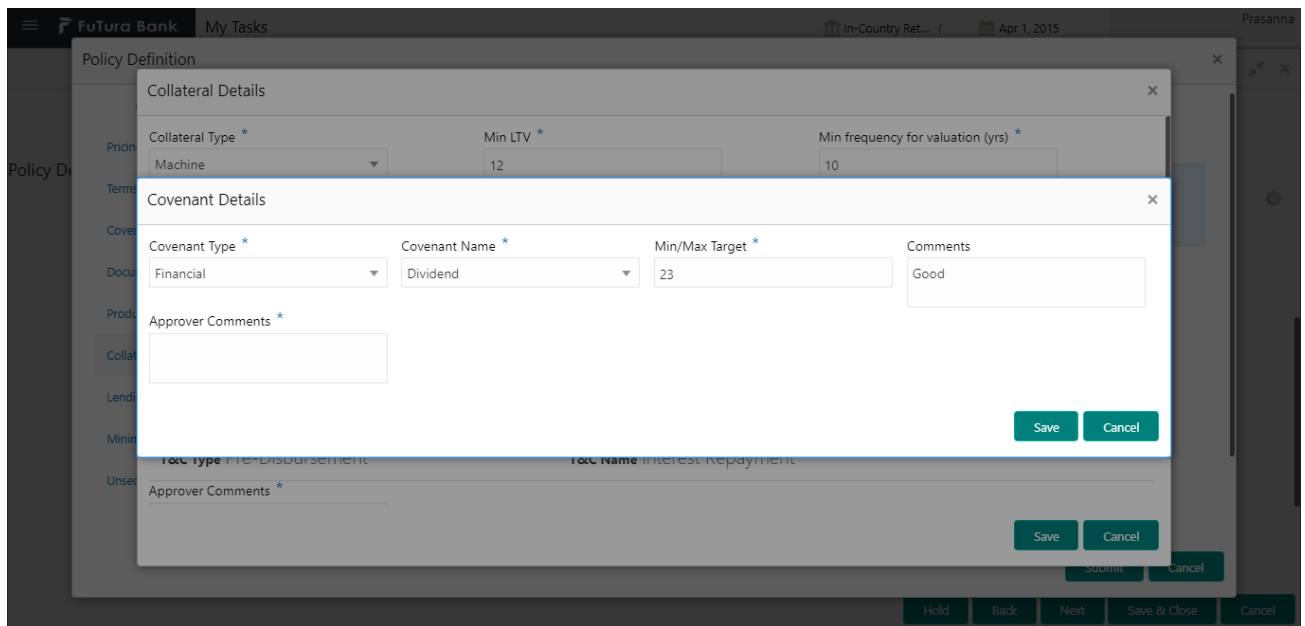 FuTura Bank My Tasks In-Country Ret... ( Apr 1, 2015 Prasanna
Policy Definition
Collateral Details
Collateral Type * Min LTV * Min frequency for valuation (yrs) *
Machine 12 10
Pricin
Policy De
Terms
Covenant Details
Cover
Covenant Type * Covenant Name * Min/Max Target * Comments
Financial Dividend 23 Good
Docu
Produ
Approver Comments *
Collat
Lendi
Save Cancel
Minin
T&C Type Pre-Disbursement T&C Name Interest Repayment
Unsec
Approver Comments *
Save Cancel
Submit Cancel
Hold Back Next Save & Close Cancel